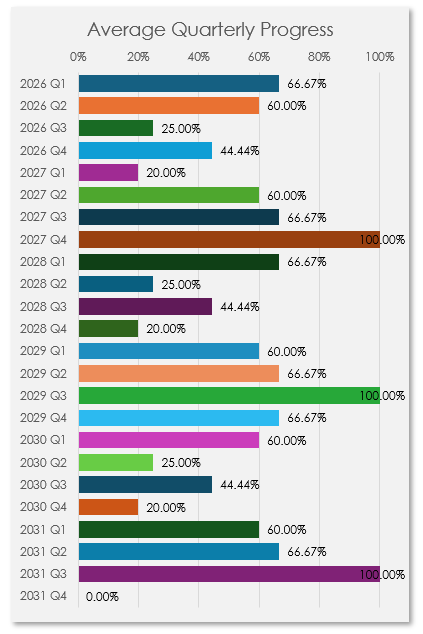 Average Quarterly Progress
0% 20% 40% 60% 80% 100%
2026 Q1 66.67%
2026 Q2 60.00%
2026 Q3 25.00%
2026 Q4 44.44%
2027 Q1 20.00%
2027 Q2 60.00%
2027 Q3 66.67%
2027 Q4 100.00%
2028 Q1 66.67%
2028 Q2 25.00%
2028 Q3 44.44%
2028 Q4 20.00%
2029 Q1 60.00%
2029 Q2 66.67%
2029 Q3 100.00%
2029 Q4 66.67%
2030 Q1 60.00%
2030 Q2 25.00%
2030 Q3 44.44%
2030 Q4 20.00%
2031 Q1 60.00%
2031 Q2 66.67%
2031 Q3 100.00%
2031 Q4 0.00%